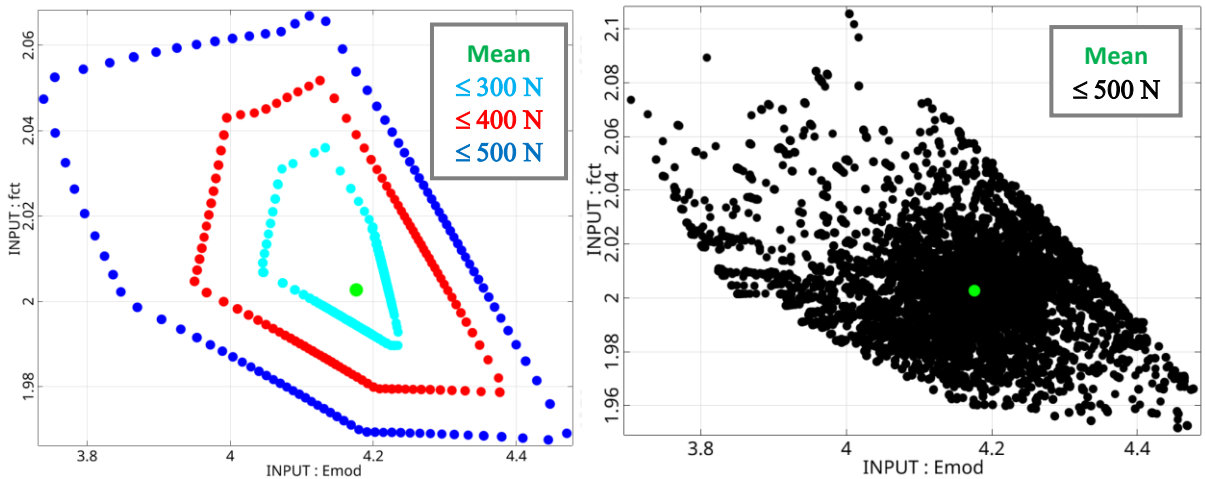 2.06
2.04
2.02
2
1.98
INPUT : fct
3.8
4
4.2
4.4
INPUT : Emod
Mean
≤ 300 N
≤ 400 N
≤ 500 N
2.1
2.08
2.06
2.04
2.02
2
1.98
1.96
INPUT : fct
3.8
4
4.2
4.4
INPUT : Emod
Mean
≤ 500 N